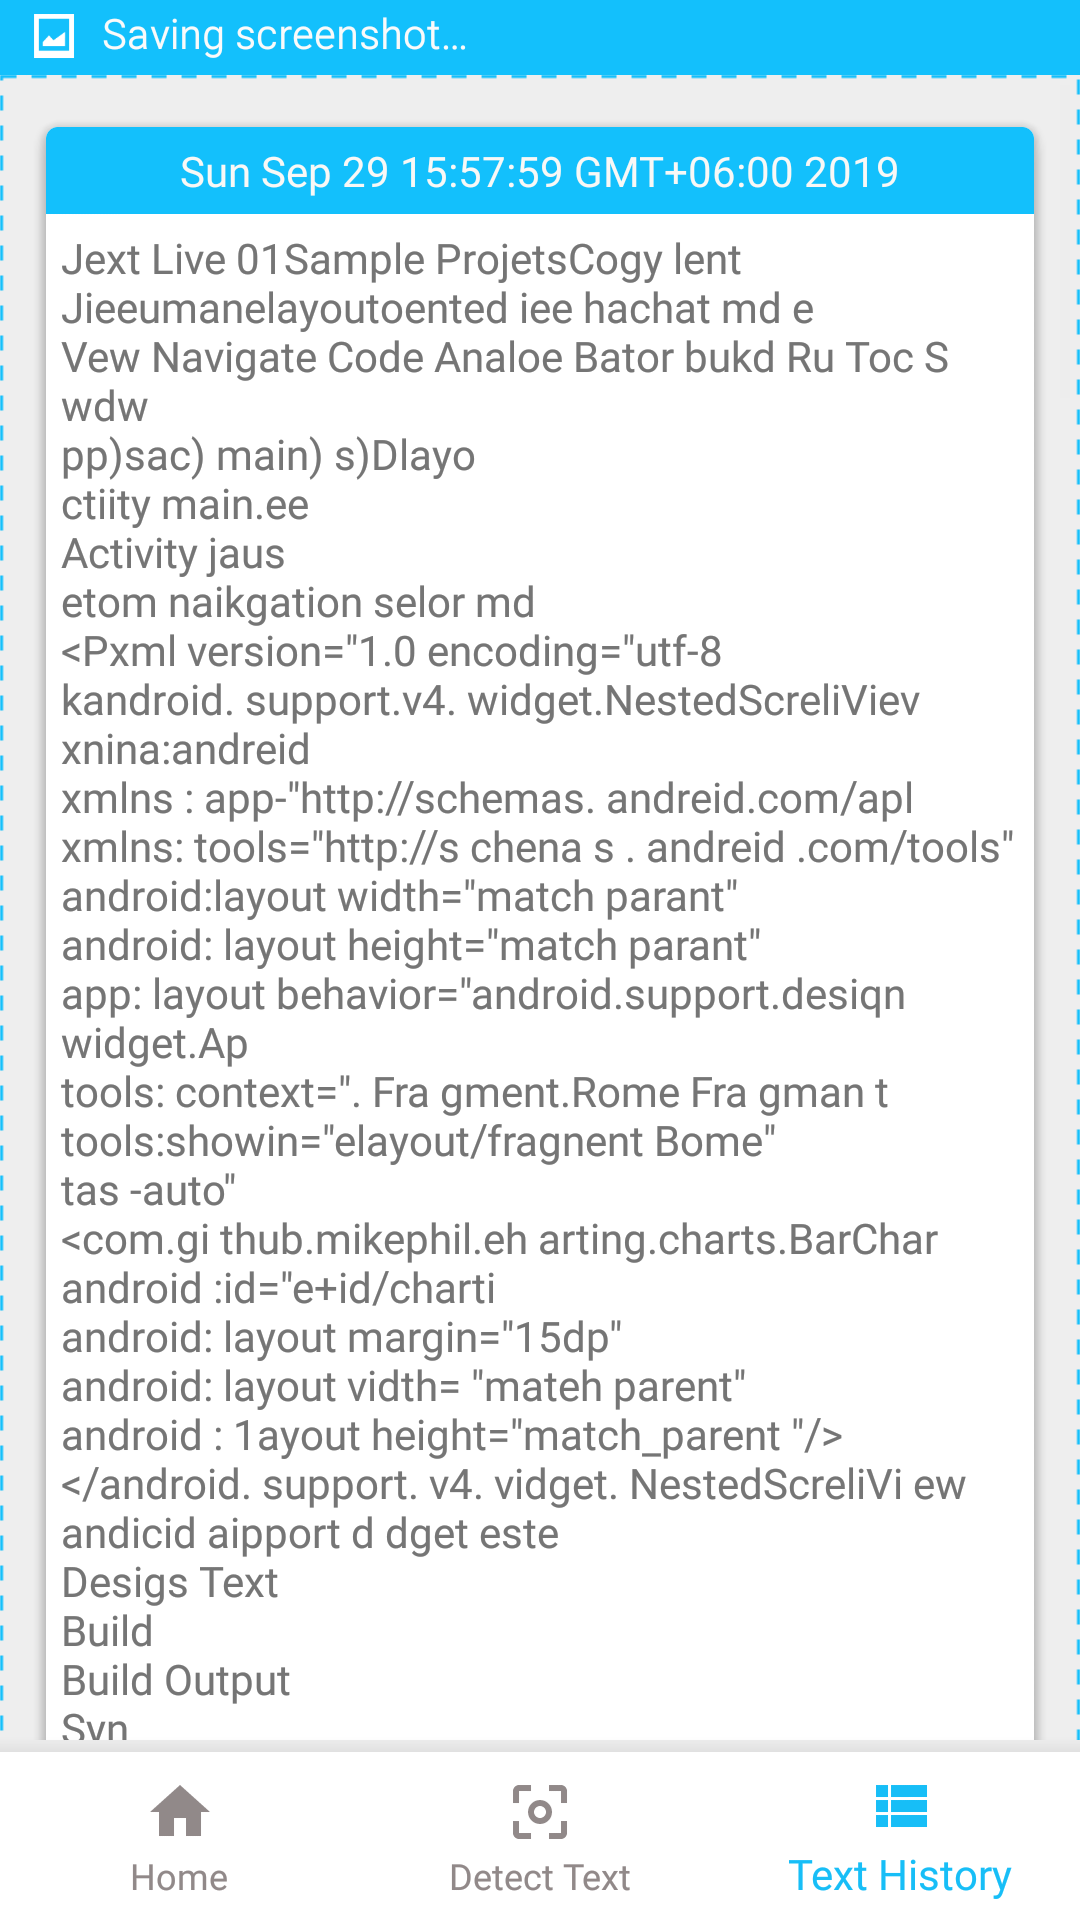 Saving screenshot...
Sun Sep 29 15:57:59 GMT+06:00 2019
Jext Live 01Sample ProjetsCogy lent
Jieeumanelayoutoented iee hachat md e
Vew Navigate Code Analoe Bator bukd Ru Toc S
wdw
pp)sac) main) s)Dlayo
ctiity main.ee
Activity jaus
etom naikgation selor md
<Pxml version="1.0 encoding="utf-8
kandroid. support.v4. widget.NestedScreliViev
xnina:andreid
xmlns : app-"http://schemas. andreid.com/apl
xmlns: tools="http://s chena s . andreid .com/tools"
android:layout width="match parant"
android: layout height="match parant"
app: layout behavior="android.support.desiqn
widget.Ap
tools: context=". Fra gment.Rome Fra gman t
tools:showin="elayout/fragnent Bome"
tas -auto"
<com.gi thub.mikephil.eh arting.charts.BarChar
android :id="e+id/charti
android: layout margin="15dp"
android: layout vidth= "mateh parent"
android : 1ayout height="match_parent "/>
</android. support. v4. vidget. NestedScreliVi ew
andicid aipport d dget este
Desigs Text
Build
Build Output
Syn
Home
Detect Text
Text History